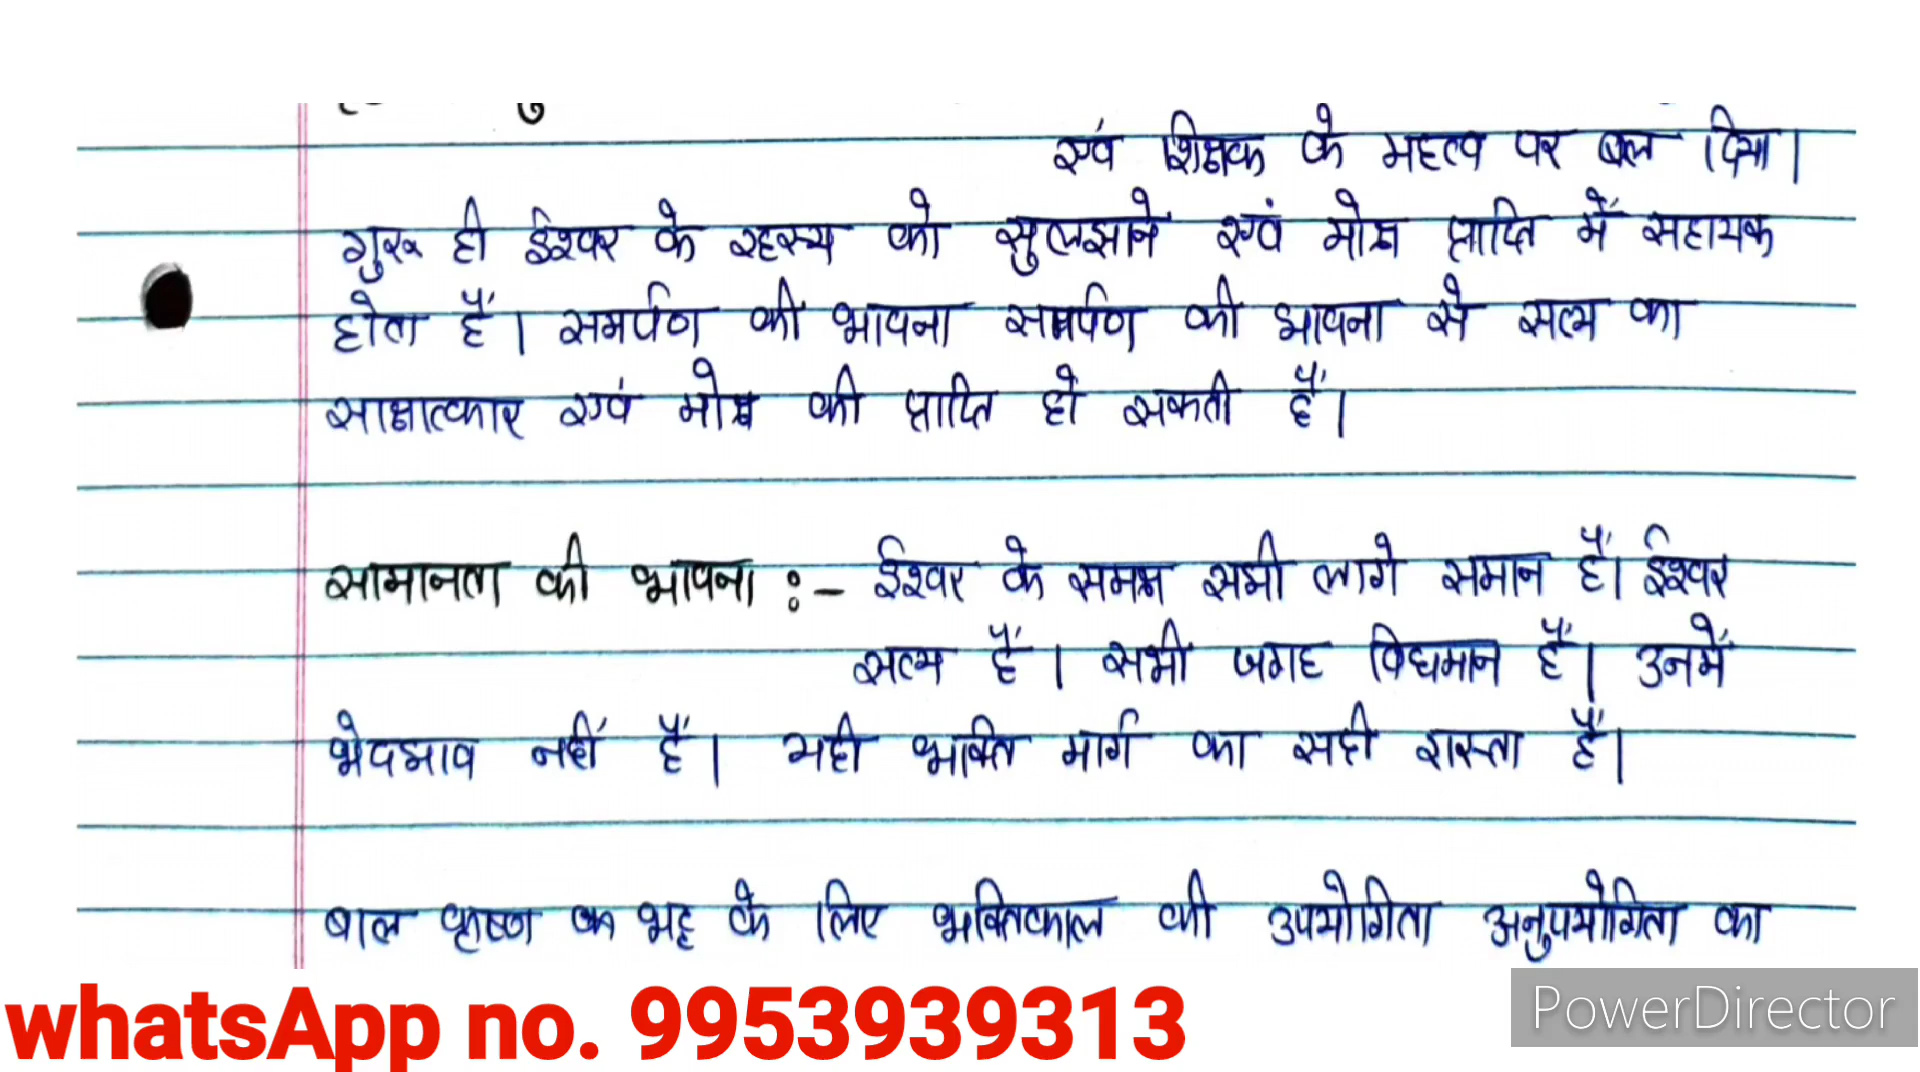 एवं शिक्षक के महत्व पर बल दिया।
गुरू ही ईश्वर के रहस्य को सुलझाने एवं मोक्ष प्राप्ति में सहायक
होता है। समर्पण की भावना समर्पण की भावना से सत्य का
साक्षात्कार एवं मोक्ष की प्राप्ति हो सकती है।
सामानता की भावना :- ईश्वर के समक्ष सभी लागे समान है। ईश्वर
सत्य है। सभी जगह विद्यमान है। उनमें
भेदभाव नहीं है। यही भक्ति मार्ग का सही रास्ता है।
बाल कृष्ण भट्ट के लिए भक्तिकाल की उपयोगिता अनुपयोगिता का
whatsApp no. 9953939313
PowerDirector